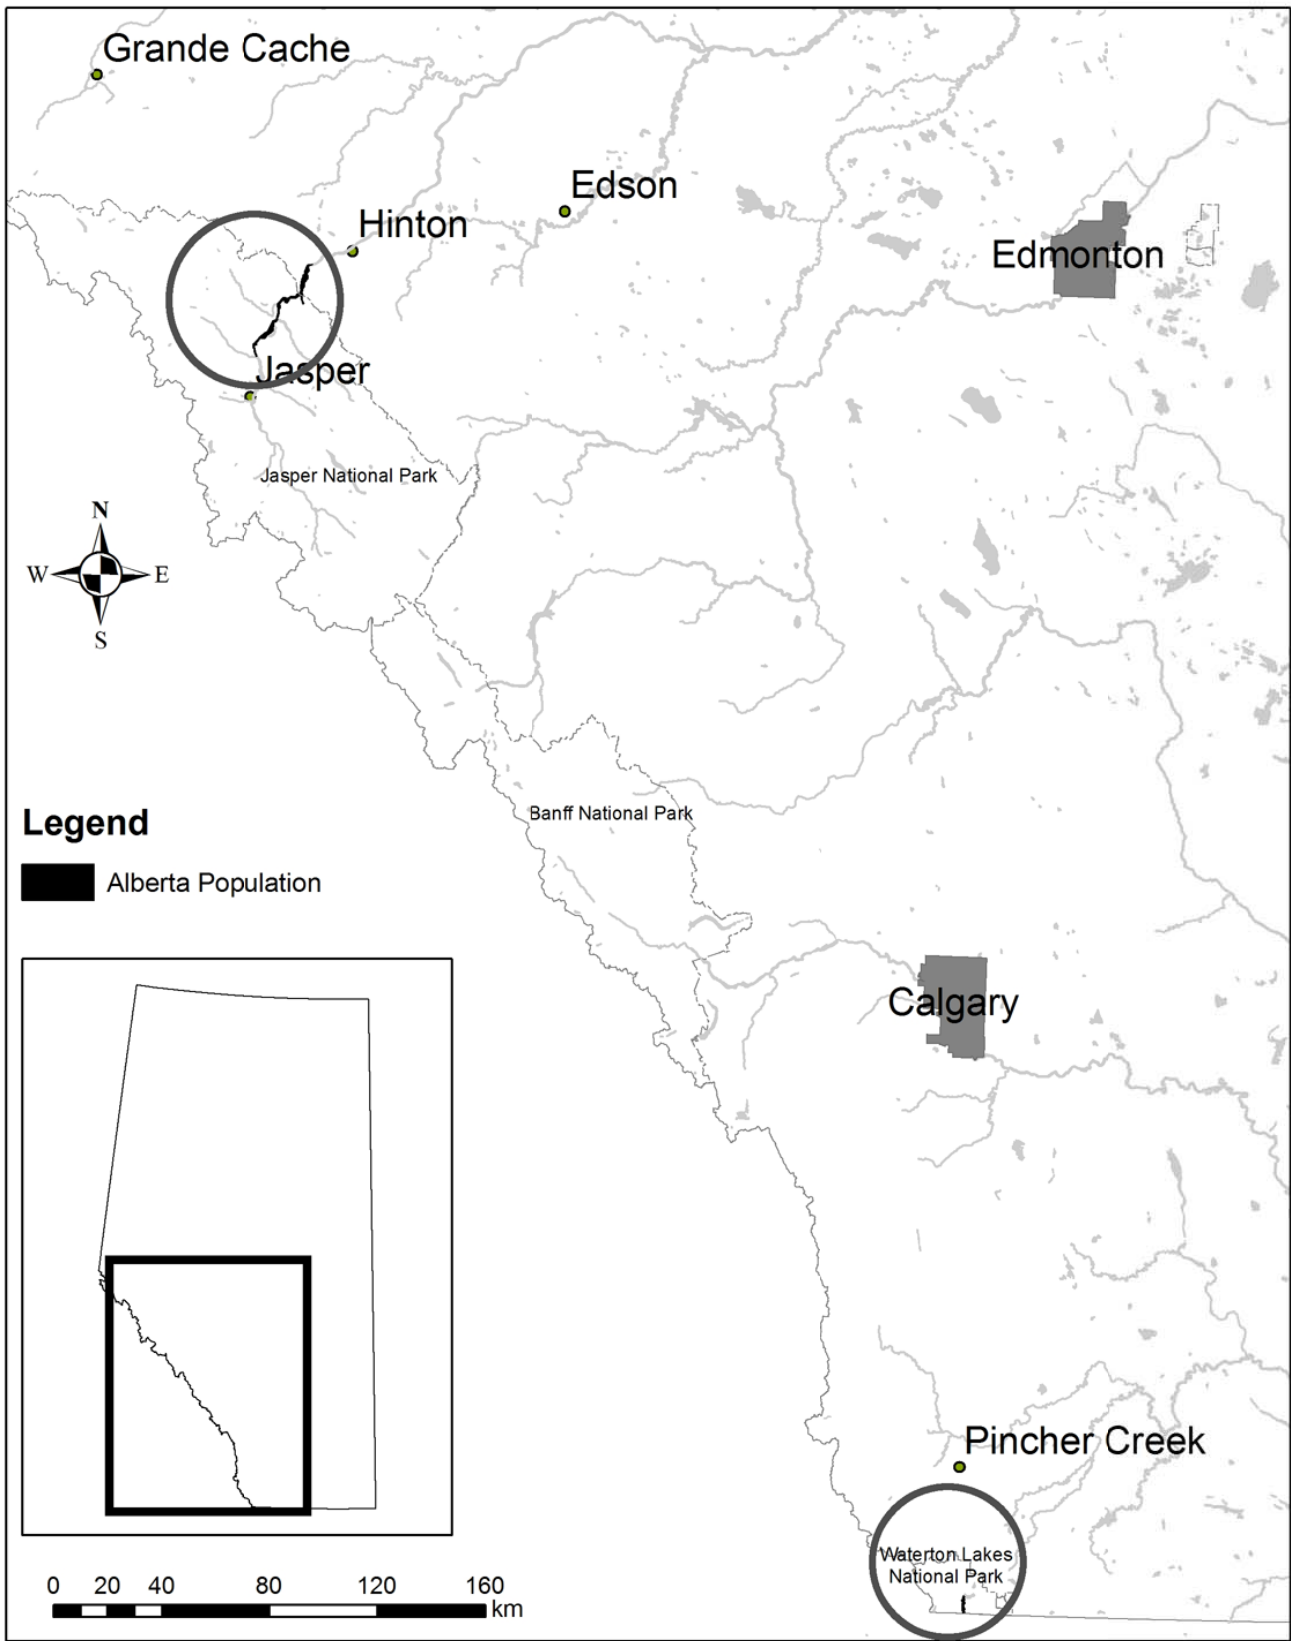 Grande Cache
Edson
Hinton
Edmonton
Jasper
Jasper National Park
N
W
E
S
Banff National Park
Legend
Alberta Population
Calgary
Pincher Creek
Waterton Lakes
National Park
0 20 40 80 120 160
km